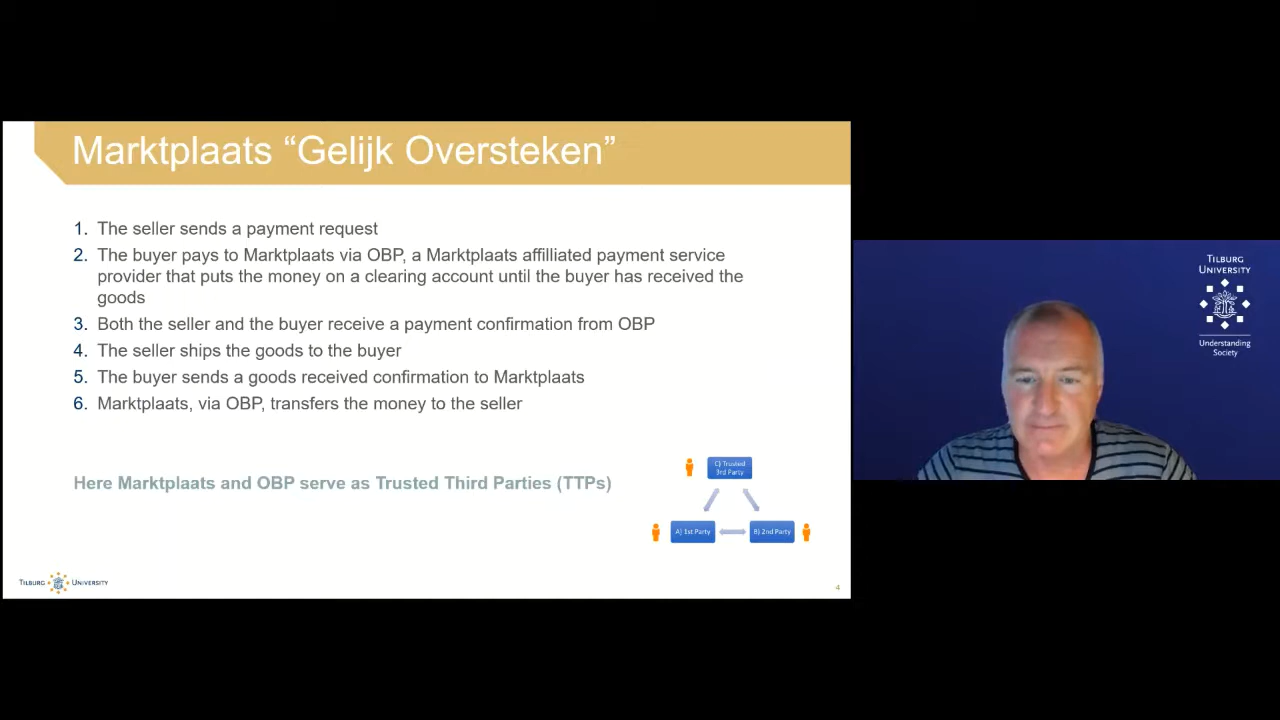 Marktplaats “Gelijk Oversteken”
1. The seller sends a payment request
2. The buyer pays to Marktplaats via OBP, a Marktplaats affilliated payment service
provider that puts the money on a clearing account until the buyer has received the
goods
3. Both the seller and the buyer receive a payment confirmation from OBP
4. The seller ships the goods to the buyer
5. The buyer sends a goods received confirmation to Marktplaats
6. Marktplaats, via OBP, transfers the money to the seller
Here Marktplaats and OBP serve as Trusted Third Parties (TTPs)
C) Trusted
3rd Party
A) 1st Party
B) 2nd Party
TILBURG UNIVERSITY
4
TILBURG
UNIVERSITY
Understanding
Society